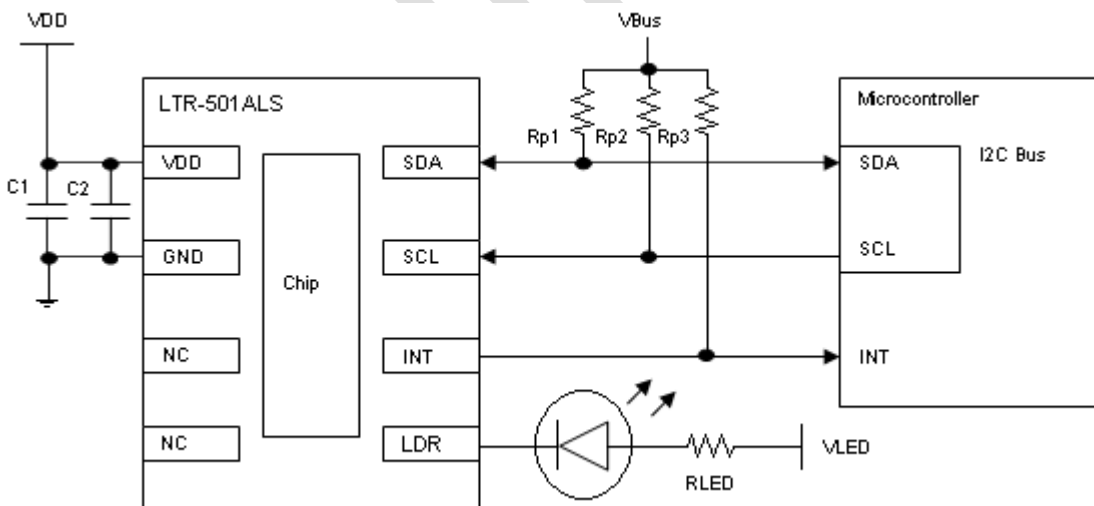 VDD
VBus
LTR-501ALS
Microcontroller
Rp1
Rp2
Rp3
VDD
SDA
SDA
I2C Bus
C1
C2
GND
SCL
SCL
Chip
NC
INT
INT
NC
LDR
VLED
RLED